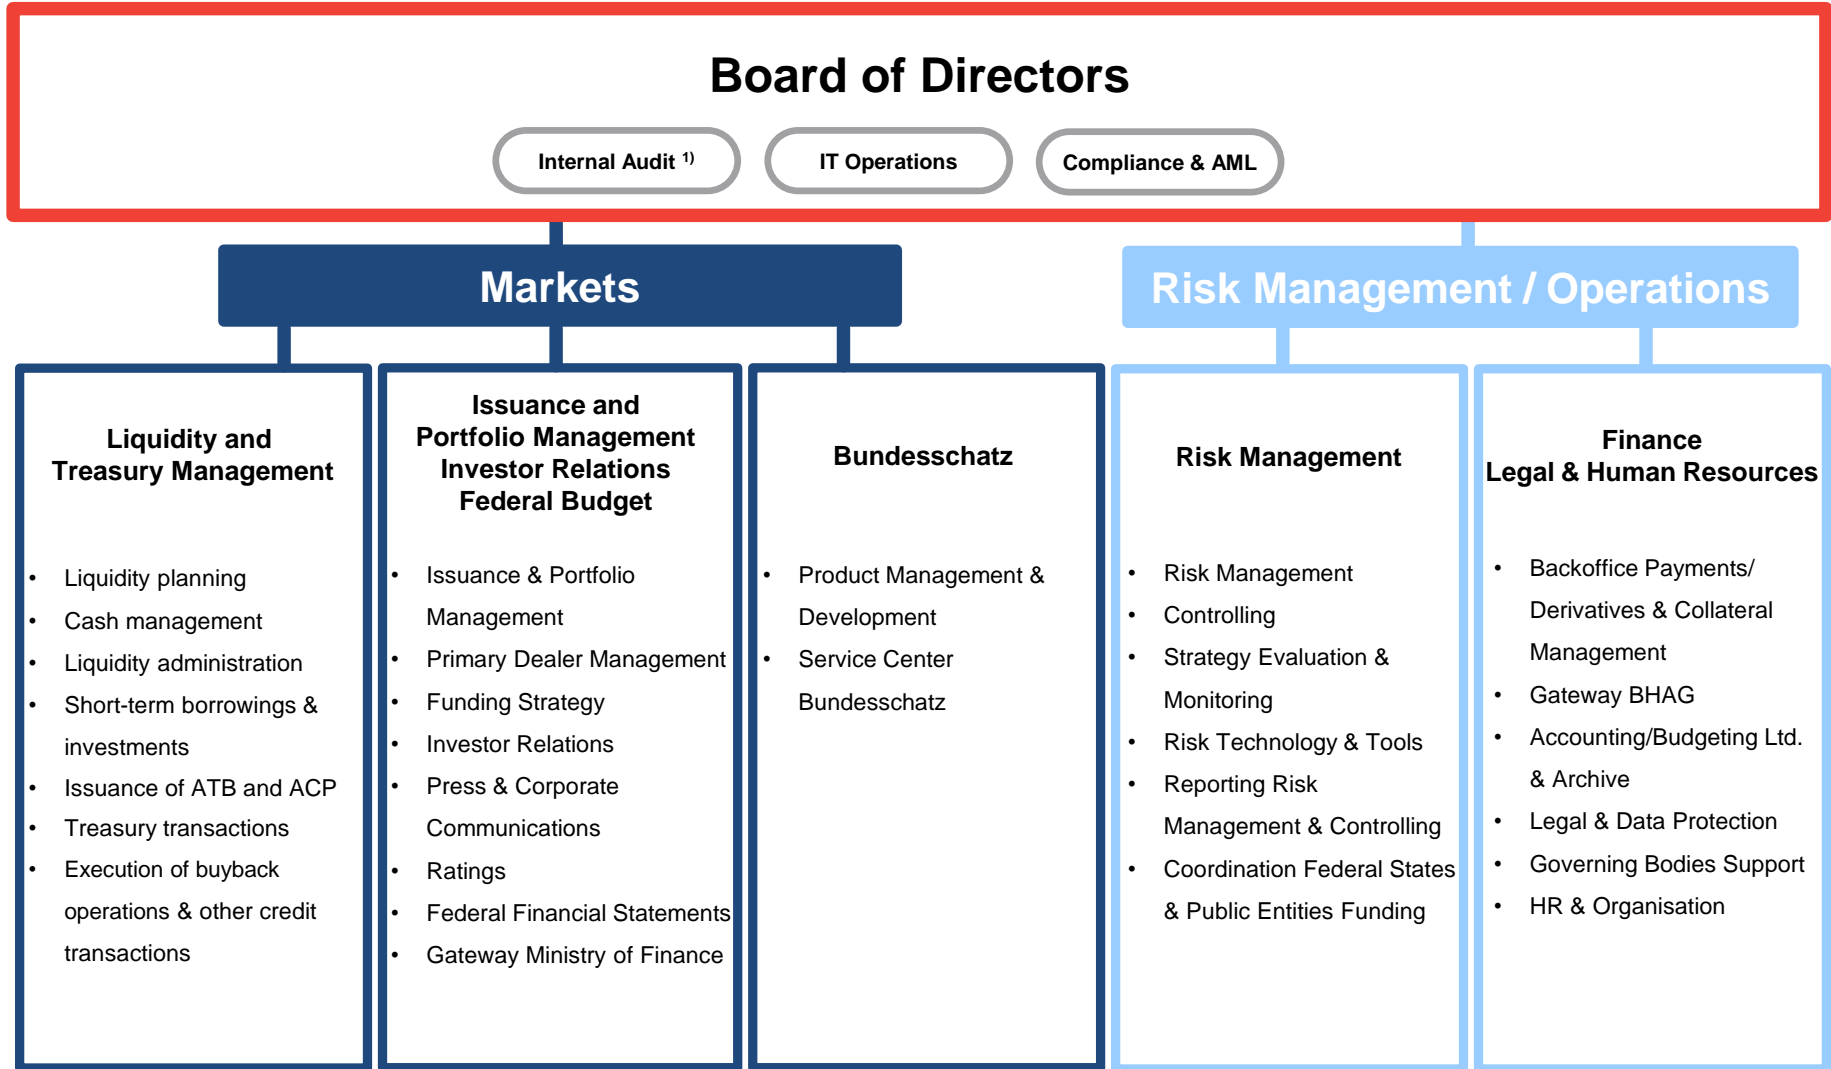 Board of Directors
Internal Audit 1)
IT Operations
Compliance & AML
Markets
Risk Management / Operations
Liquidity and
Treasury Management
• Liquidity planning
• Cash management
• Liquidity administration
• Short-term borrowings &
investments
• Issuance of ATB and ACP
• Treasury transactions
• Execution of buyback
operations & other credit
transactions
Issuance and
Portfolio Management
Investor Relations
Federal Budget
• Issuance & Portfolio
Management
• Primary Dealer Management
• Funding Strategy
• Investor Relations
• Press & Corporate
Communications
• Ratings
• Federal Financial Statements
• Gateway Ministry of Finance
Bundesschatz
• Product Management &
Development
• Service Center
Bundesschatz
Risk Management
• Risk Management
• Controlling
• Strategy Evaluation &
Monitoring
• Risk Technology & Tools
• Reporting Risk
Management & Controlling
• Coordination Federal States
& Public Entities Funding
Finance
Legal & Human Resources
• Backoffice Payments/
Derivatives & Collateral
Management
• Gateway BHAG
• Accounting/Budgeting Ltd.
& Archive
• Legal & Data Protection
• Governing Bodies Support
• HR & Organisation